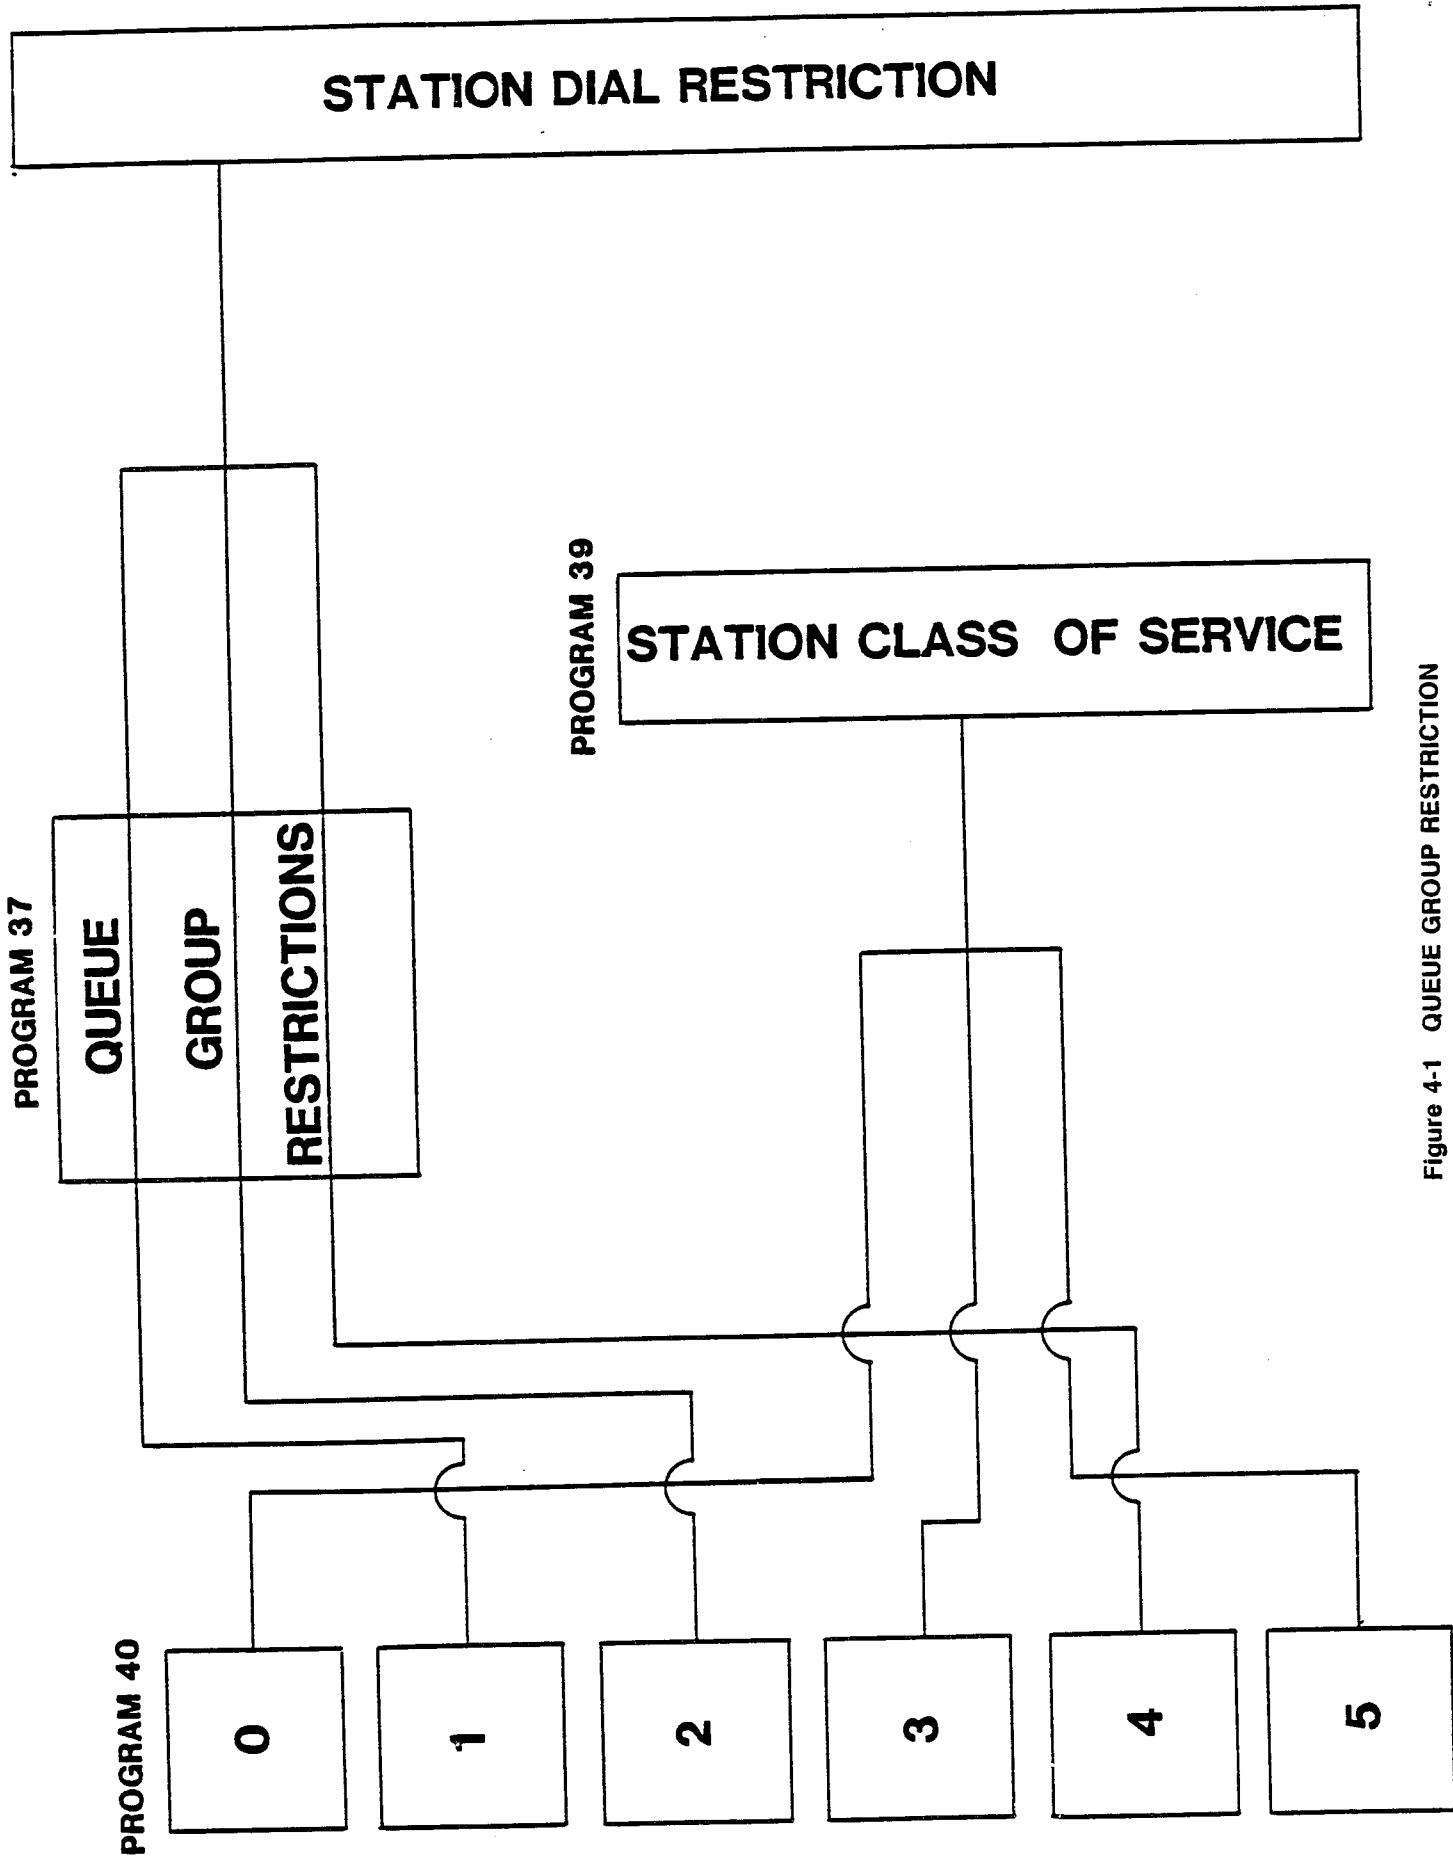 STATION DIAL RESTRICTION
PROGRAM 37
QUEUE
GROUP
RESTRICTIONS
PROGRAM 39
STATION CLASS OF SERVICE
PROGRAM 40
0
1
2
3
4
5
Figure 4-1 QUEUE GROUP RESTRICTION